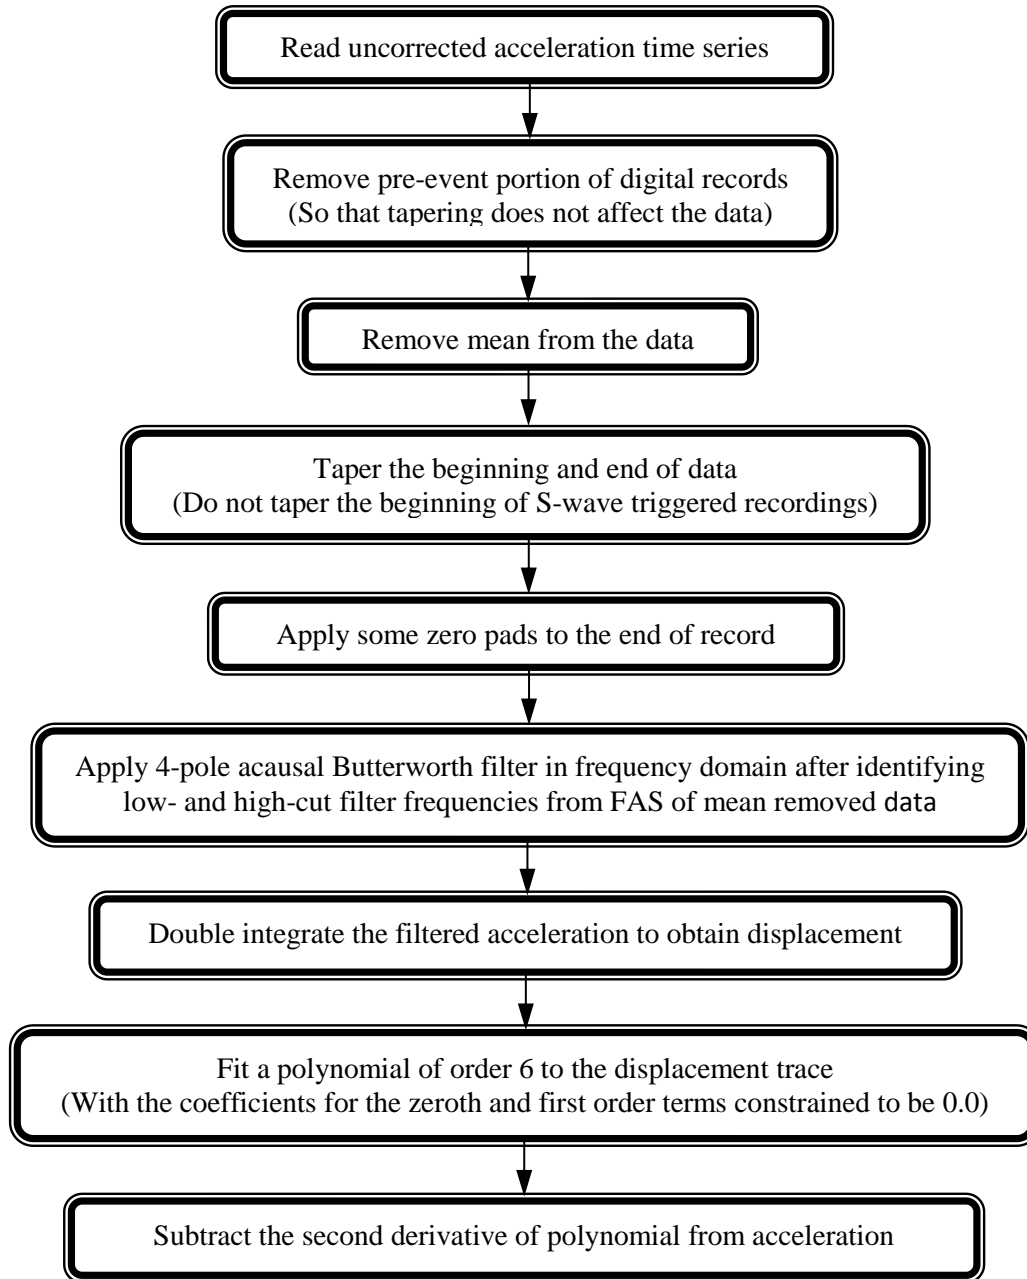 Read uncorrected acceleration time series
Remove pre-event portion of digital records
(So that tapering does not affect the data)
Remove mean from the data
Taper the beginning and end of data
(Do not taper the beginning of S-wave triggered recordings)
Apply some zero pads to the end of record
Apply 4-pole acausal Butterworth filter in frequency domain after identifying
low- and high-cut filter frequencies from FAS of mean removed data
Double integrate the filtered acceleration to obtain displacement
Fit a polynomial of order 6 to the displacement trace
(With the coefficients for the zeroth and first order terms constrained to be 0.0)
Subtract the second derivative of polynomial from acceleration